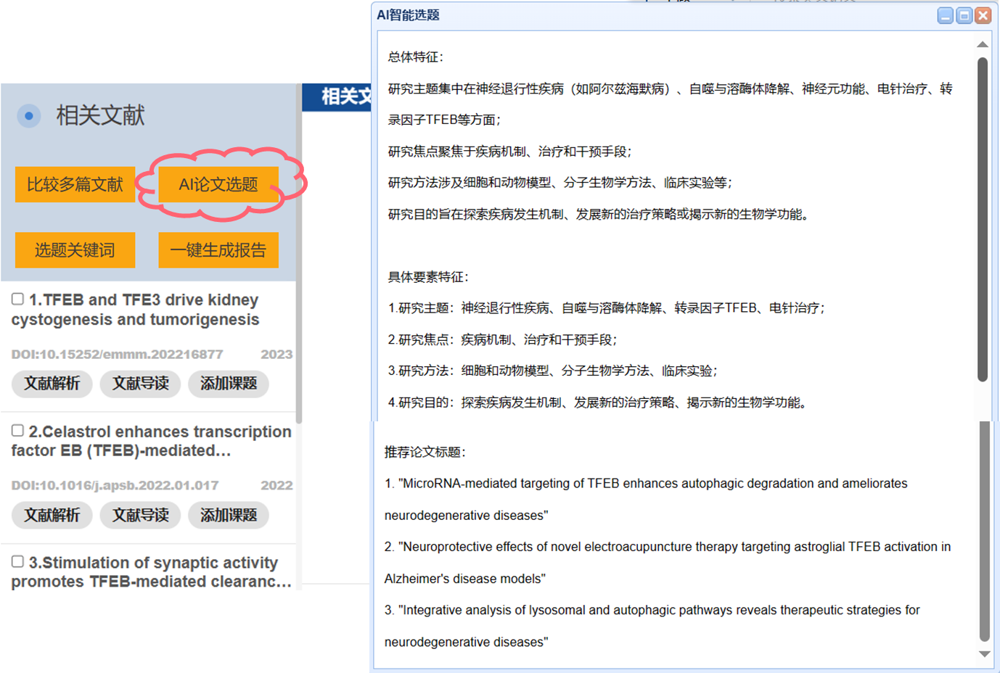 相关文献
比较多篇文献
AI论文选题
选题关键词
一键生成报告
1.TFEB and TFE3 drive kidney
cystogenesis and tumorigenesis
DOI:10.15252/emmm.202216877 2023
文献解析 文献导读 添加课题
2.Celastrol enhances transcription
factor EB (TFEB)-mediated...
DOI:10.1016/j.apsb.2022.01.017 2022
文献解析 文献导读 添加课题
3.Stimulation of synaptic activity
promotes TFEB-mediated clearanc...
相关文
AI智能选题
总体特征：
研究主题集中在神经退行性疾病（如阿尔兹海默病）、自噬与溶酶体降解、神经元功能、电针治疗、转
录因子TFEB等方面；
研究焦点聚焦于疾病机制、治疗和干预手段；
研究方法涉及细胞和动物模型、分子生物学方法、临床实验等；
研究目的旨在探索疾病发生机制、发展新的治疗策略或揭示新的生物学功能。
具体要素特征：
1.研究主题：神经退行性疾病、自噬与溶酶体降解、转录因子TFEB、电针治疗；
2.研究焦点：疾病机制、治疗和干预手段；
3.研究方法：细胞和动物模型、分子生物学方法、临床实验；
4.研究目的：探索疾病发生机制、发展新的治疗策略、揭示新的生物学功能。
推荐论文标题：
1. "MicroRNA-mediated targeting of TFEB enhances autophagic degradation and ameliorates
neurodegenerative diseases"
2. "Neuroprotective effects of novel electroacupuncture therapy targeting astroglial TFEB activation in
Alzheimer's disease models"
3. "Integrative analysis of lysosomal and autophagic pathways reveals therapeutic strategies for
neurodegenerative diseases"